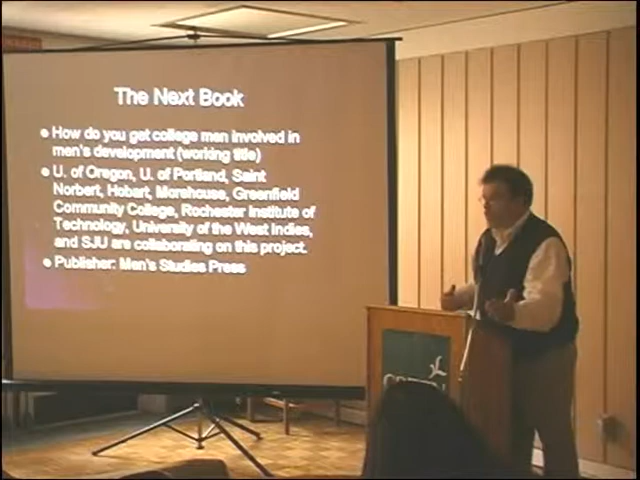 The Next Book
How do you get college men involved in
men's development (working title)
U. of Oregon, U. of Portland, Saint
Norbert, Hobart, Morehouse, Greenfield
Community College, Rochester Institute of
Technology, University of the West Indies,
and SJU are collaborating on this project.
Publisher: Men's Studies Press